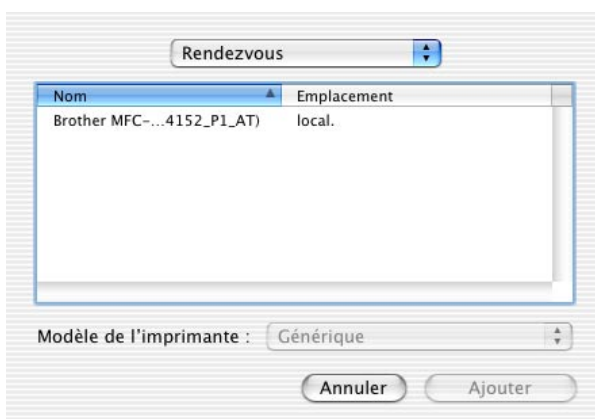 Rendezvous
Nom Emplacement
Brother MFC-...4152_P1_AT) local.
Modèle de l'imprimante : Générique
Annuler Ajouter